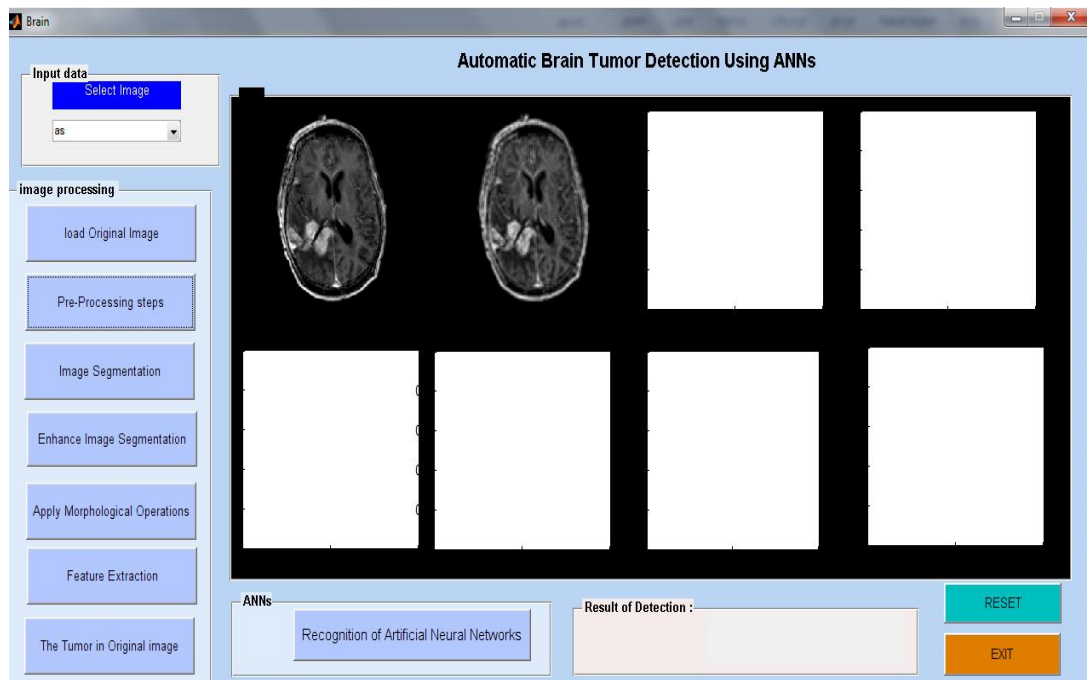 Brain
Automatic Brain Tumor Detection Using ANNs
Input data
Select Image
as
image processing
load Original Image
Pre-Processing steps
Image Segmentation
Enhance Image Segmentation
Apply Morphological Operations
Feature Extraction
The Tumor in Original image
ANNs
Recognition of Artificial Neural Networks
Result of Detection :
RESET
EXIT